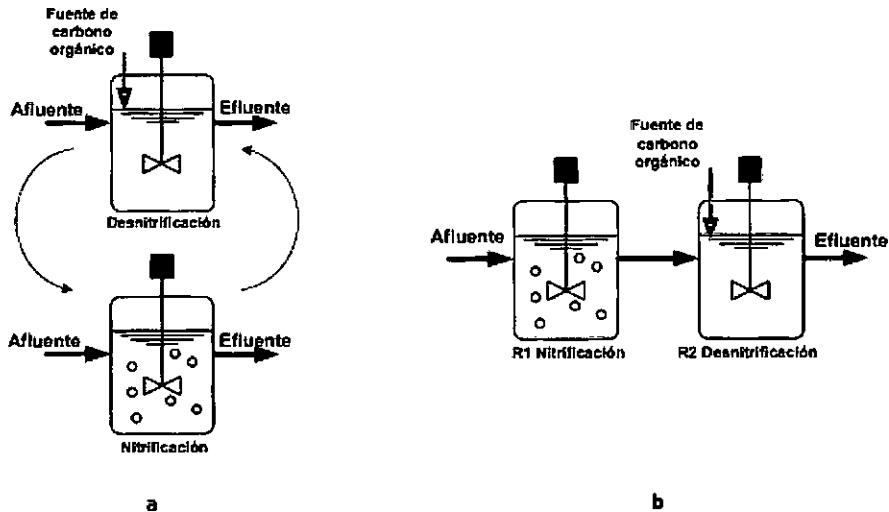 Fuente de
carbono
orgánico
Afluente
Efluente
Desnitrificación
Afluente
Efluente
Nitrificación
a
Fuente de
carbono
orgánico
Afluente
Efluente
R1 Nitrificación
R2 Desnitrificación
b